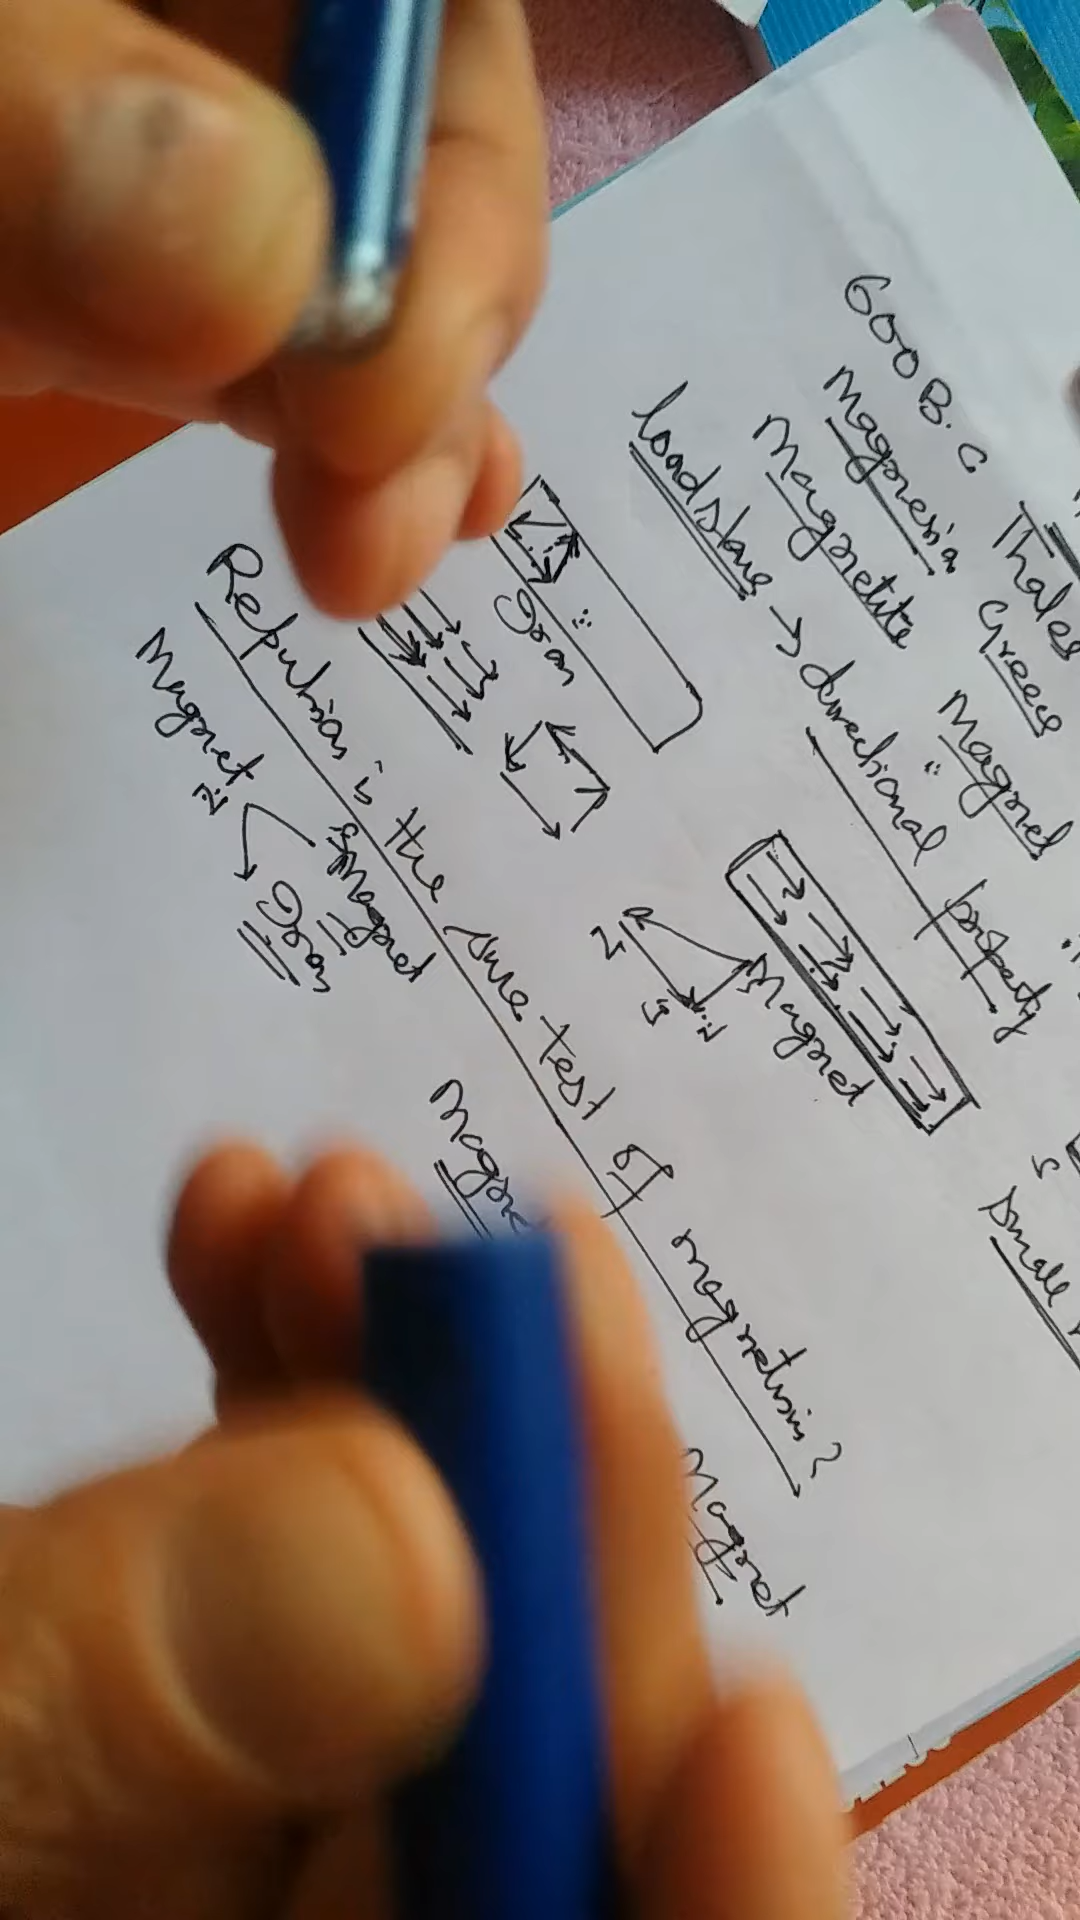 600 B.C Thales
Greece
Magnesia Magnet
Magnetite
loadstone → directional property
Small
Iron
Magnet
N S N S
Repulsion is the sure test of magnetism?
Magnet Magnet
N
Iron
Magnet